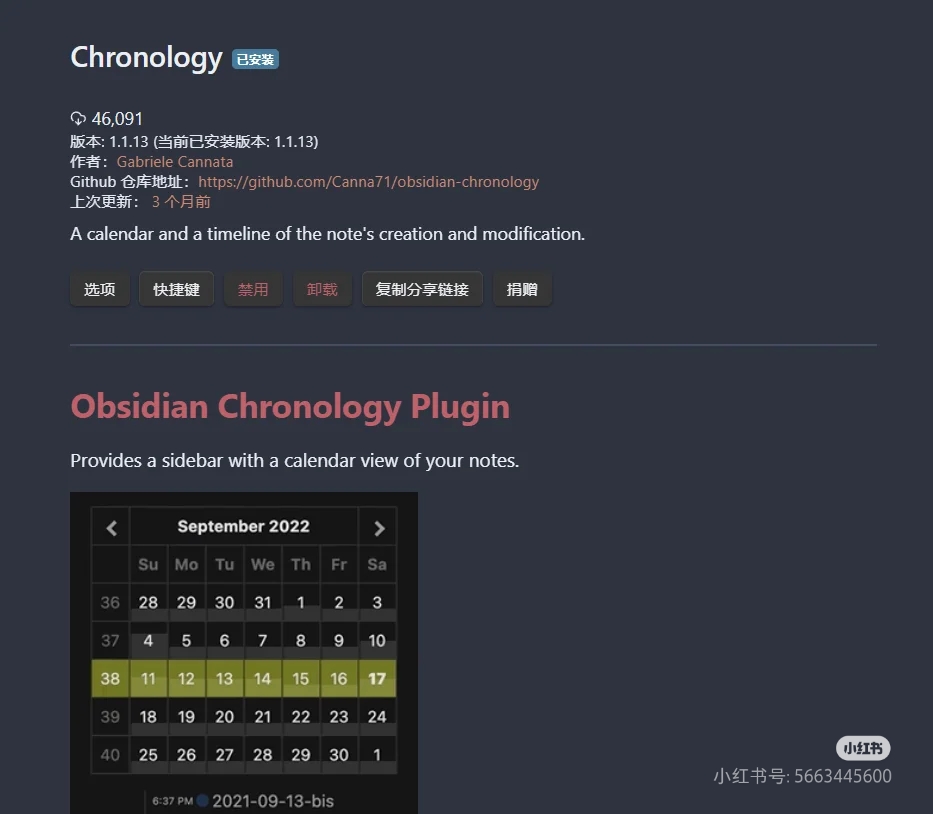 Chronology 已安装
46,091
版本: 1.1.13 (当前已安装版本: 1.1.13)
作者：Gabriele Cannata
Github 仓库地址：https://github.com/Canna71/obsidian-chronology
上次更新： 3 个月前
A calendar and a timeline of the note's creation and modification.
选项 快捷键 禁用 卸载 复制分享链接 捐赠
Obsidian Chronology Plugin
Provides a sidebar with a calendar view of your notes.
September 2022
Su Mo Tu We Th Fr Sa
36 28 29 30 31 1 2 3
37 4 5 6 7 8 9 10
38 11 12 13 14 15 16 17
39 18 19 20 21 22 23 24
40 25 26 27 28 29 30 1
6:37 PM 2021-09-13-bis
小红书
小红书号: 5663445600